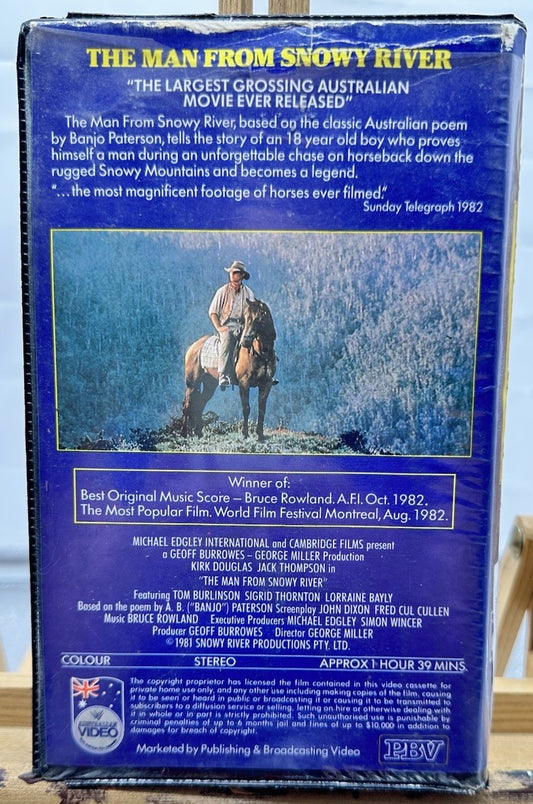 THE MAN FROM SNOWY RIVER
"THE LARGEST GROSSING AUSTRALIAN
MOVIE EVER RELEASED"
The Man From Snowy River, based on the classic Australian poem
by Banjo Paterson, tells the story of an 18 year old boy who proves
himself a man during an unforgettable chase on horseback down the
rugged Snowy Mountains and becomes a legend.
"...the most magnificent footage of horses ever filmed."
Sunday Telegraph 1982
Winner of:
Best Original Music Score – Bruce Rowland. A.F.I. Oct. 1982.
The Most Popular Film. World Film Festival Montreal, Aug. 1982.
MICHAEL EDGLEY INTERNATIONAL and CAMBRIDGE FILMS present
a GEOFF BURROWES – GEORGE MILLER Production
KIRK DOUGLAS JACK THOMPSON in
"THE MAN FROM SNOWY RIVER"
Featuring TOM BURLINSON SIGRID THORNTON LORRAINE BAYLY
Based on the poem by A. B. ("BANJO") PATERSON Screenplay JOHN DIXON FRED CUL CULLEN
Music BRUCE ROWLAND Executive Producers MICHAEL EDGLEY SIMON WINCER
Producer GEOFF BURROWES Director GEORGE MILLER
© 1981 SNOWY RIVER PRODUCTIONS PTY. LTD.
COLOUR STEREO APPROX 1 HOUR 39 MINS.
The copyright proprietor has licensed the film contained in this video cassette for
private home use only, and any other use including making copies of the film, causing
it to be seen or heard in public or broadcasting it or causing it to be transmitted to
subscribers to a diffusion service or selling, letting on hire or otherwise dealing with
it in whole or in part is strictly prohibited. Such unauthorised use is punishable by
criminal penalties of up to 6 months jail and fines of up to $10,000 in addition to
damages for breach of copyright.
AUSTRALIAN
VIDEO
Marketed by Publishing & Broadcasting Video
PBV